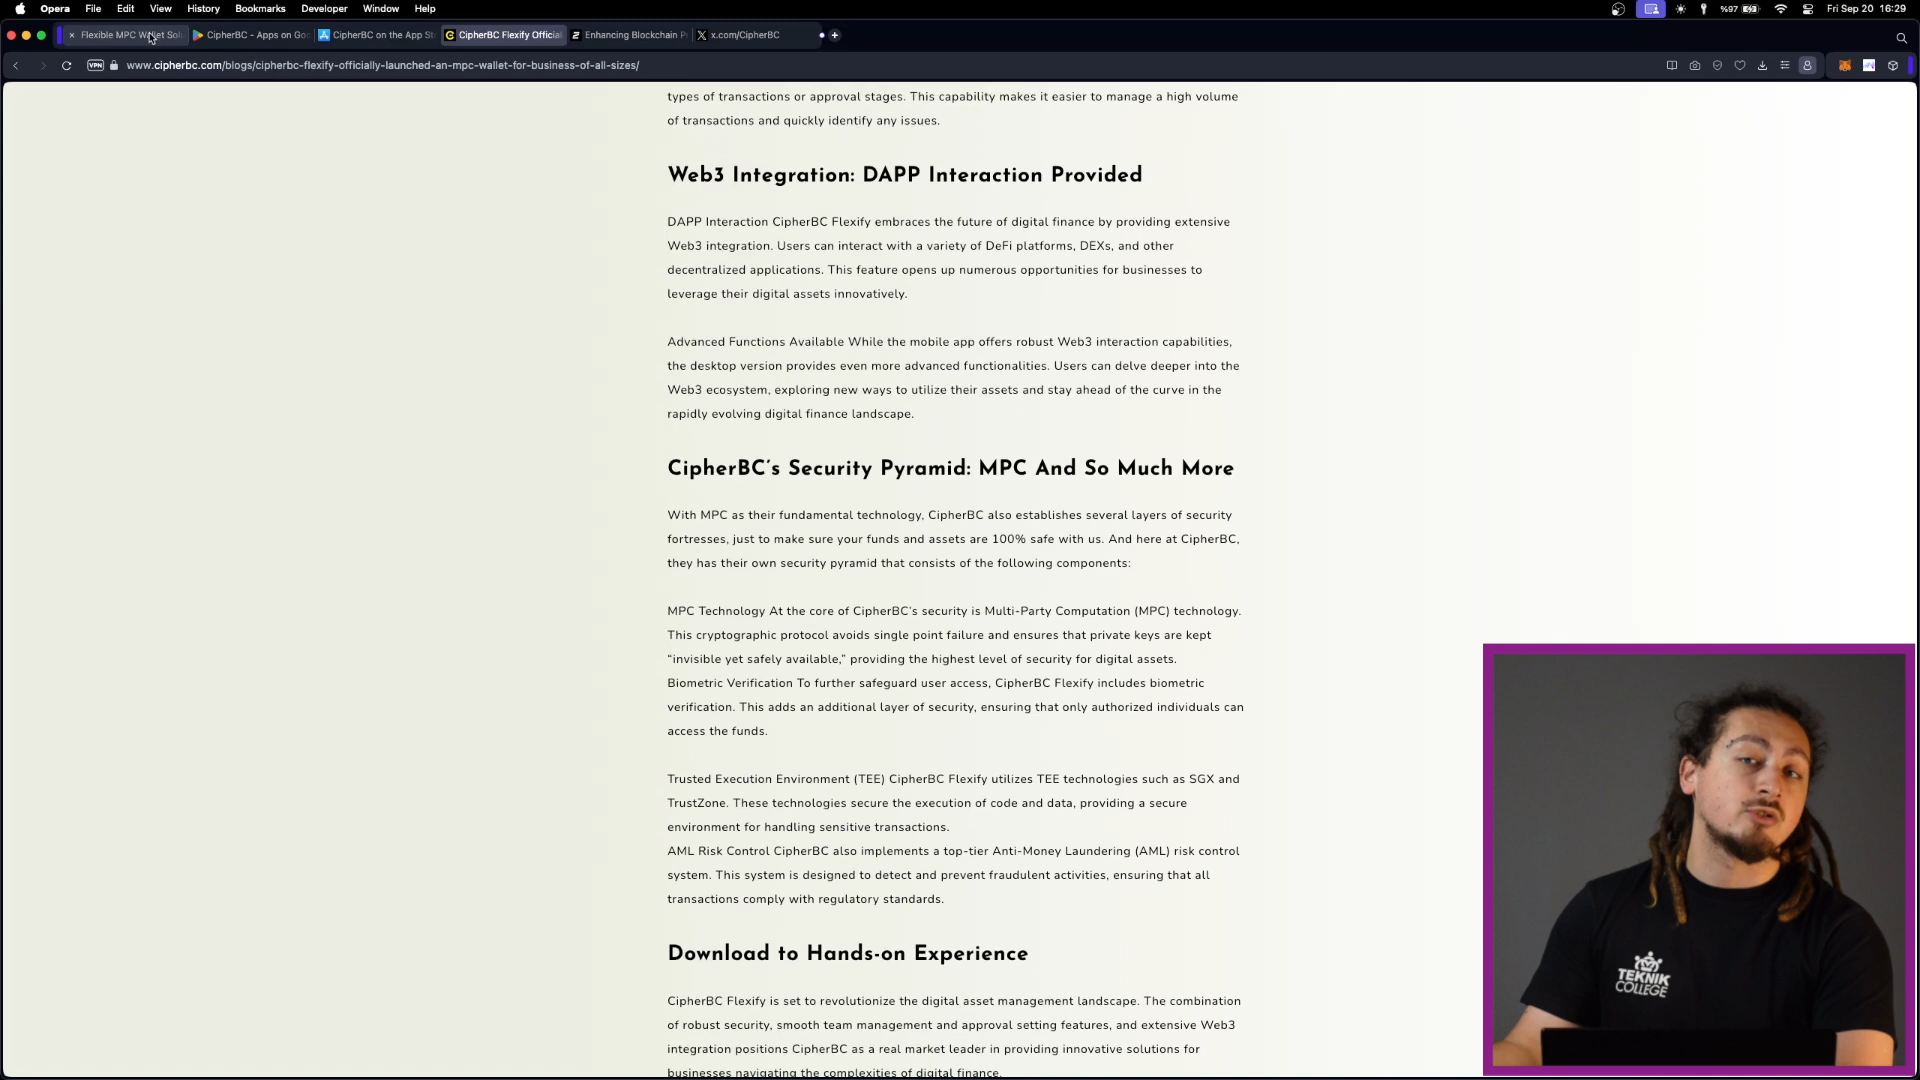 Opera File Edit View History Bookmarks Developer Window Help %97 Fri Sep 20 16:29
Flexible MPC Wallet Sol CipherBC - Apps on Goo CipherBC on the App St CipherBC Flexify Official Enhancing Blockchain P x.com/CipherBC
VPN www.cipherbc.com/blogs/cipherbc-flexify-officially-launched-an-mpc-wallet-for-business-of-all-sizes/
types of transactions or approval stages. This capability makes it easier to manage a high volume
of transactions and quickly identify any issues.
Web3 Integration: DAPP Interaction Provided
DAPP Interaction CipherBC Flexify embraces the future of digital finance by providing extensive
Web3 integration. Users can interact with a variety of DeFi platforms, DEXs, and other
decentralized applications. This feature opens up numerous opportunities for businesses to
leverage their digital assets innovatively.
Advanced Functions Available While the mobile app offers robust Web3 interaction capabilities,
the desktop version provides even more advanced functionalities. Users can delve deeper into the
Web3 ecosystem, exploring new ways to utilize their assets and stay ahead of the curve in the
rapidly evolving digital finance landscape.
CipherBC’s Security Pyramid: MPC And So Much More
With MPC as their fundamental technology, CipherBC also establishes several layers of security
fortresses, just to make sure your funds and assets are 100% safe with us. And here at CipherBC,
they has their own security pyramid that consists of the following components:
MPC Technology At the core of CipherBC’s security is Multi-Party Computation (MPC) technology.
This cryptographic protocol avoids single point failure and ensures that private keys are kept
“invisible yet safely available,” providing the highest level of security for digital assets.
Biometric Verification To further safeguard user access, CipherBC Flexify includes biometric
verification. This adds an additional layer of security, ensuring that only authorized individuals can
access the funds.
Trusted Execution Environment (TEE) CipherBC Flexify utilizes TEE technologies such as SGX and
TrustZone. These technologies secure the execution of code and data, providing a secure
environment for handling sensitive transactions.
AML Risk Control CipherBC also implements a top-tier Anti-Money Laundering (AML) risk control
system. This system is designed to detect and prevent fraudulent activities, ensuring that all
transactions comply with regulatory standards.
Download to Hands-on Experience
CipherBC Flexify is set to revolutionize the digital asset management landscape. The combination
of robust security, smooth team management and approval setting features, and extensive Web3
integration positions CipherBC as a real market leader in providing innovative solutions for
businesses navigating the complexities of digital finance.
TEKNIK
COLLEGE